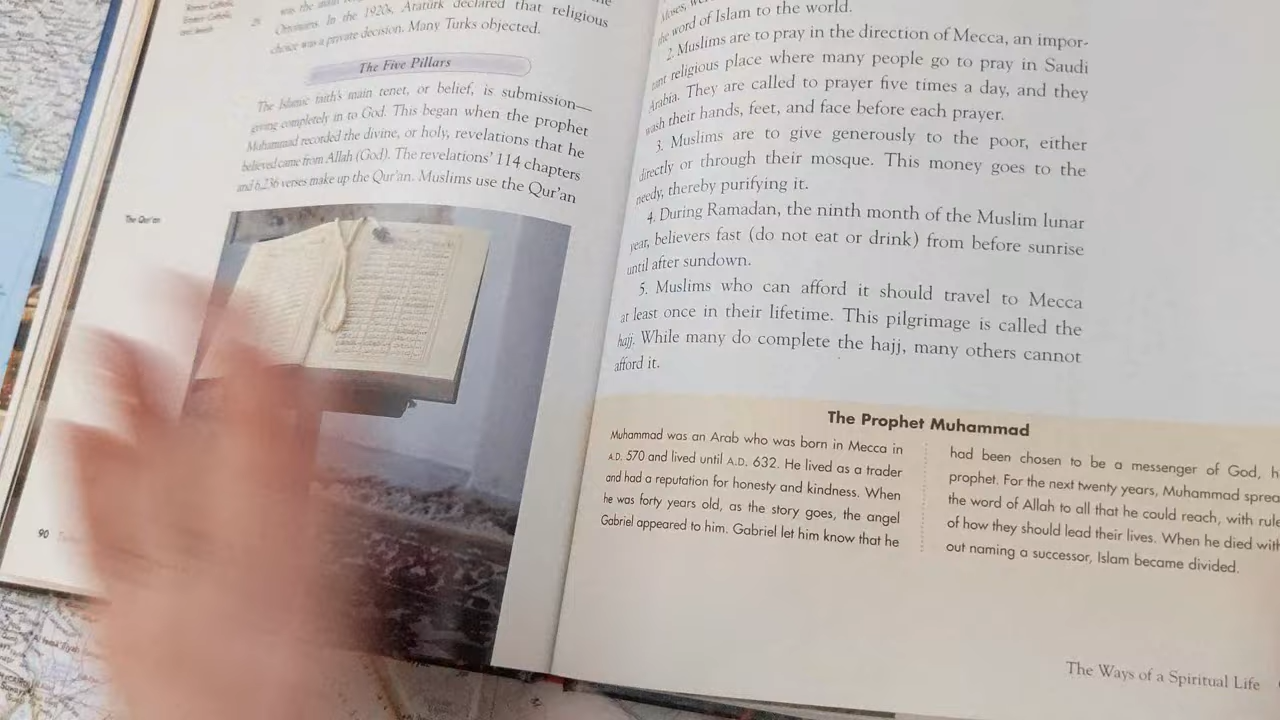 Roman Catholic,
Eastern Catholic,
and Jewish
was the main
Ottomans. In the 1920s, Atatürk declared that religious
choice was a private decision. Many Turks objected.
The Five Pillars
The Islamic faith's main tenet, or belief, is submission—
giving completely in to God. This began when the prophet
Muhammad recorded the divine, or holy, revelations that he
believed came from Allah (God). The revelations' 114 chapters
and 6,236 verses make up the Qur'an. Muslims use the Qur'an
The Qur'an
90
Moses, we
the word of Islam to the world.
2. Muslims are to pray in the direction of Mecca, an impor-
tant religious place where many people go to pray in Saudi
Arabia. They are called to prayer five times a day, and they
wash their hands, feet, and face before each prayer.
3. Muslims are to give generously to the poor, either
directly or through their mosque. This money goes to the
needy, thereby purifying it.
4. During Ramadan, the ninth month of the Muslim lunar
year, believers fast (do not eat or drink) from before sunrise
until after sundown.
5. Muslims who can afford it should travel to Mecca
at least once in their lifetime. This pilgrimage is called the
hajj. While many do complete the hajj, many others cannot
afford it.
The Prophet Muhammad
Muhammad was an Arab who was born in Mecca in
A.D. 570 and lived until A.D. 632. He lived as a trader
and had a reputation for honesty and kindness. When
he was forty years old, as the story goes, the angel
Gabriel appeared to him. Gabriel let him know that he
had been chosen to be a messenger of God, h
prophet. For the next twenty years, Muhammad sprea
the word of Allah to all that he could reach, with rul
of how they should lead their lives. When he died with
out naming a successor, Islam became divided.
The Ways of a Spiritual Life